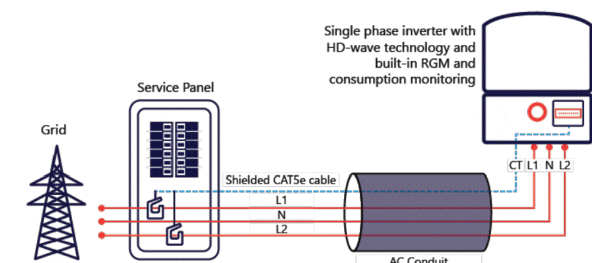 Single phase inverter with
HD-wave technology and
built-in RGM and
consumption monitoring
Service Panel
Grid
CT L1 N L2
Shielded CAT5e cable
L1
N
L2
AC Conduit